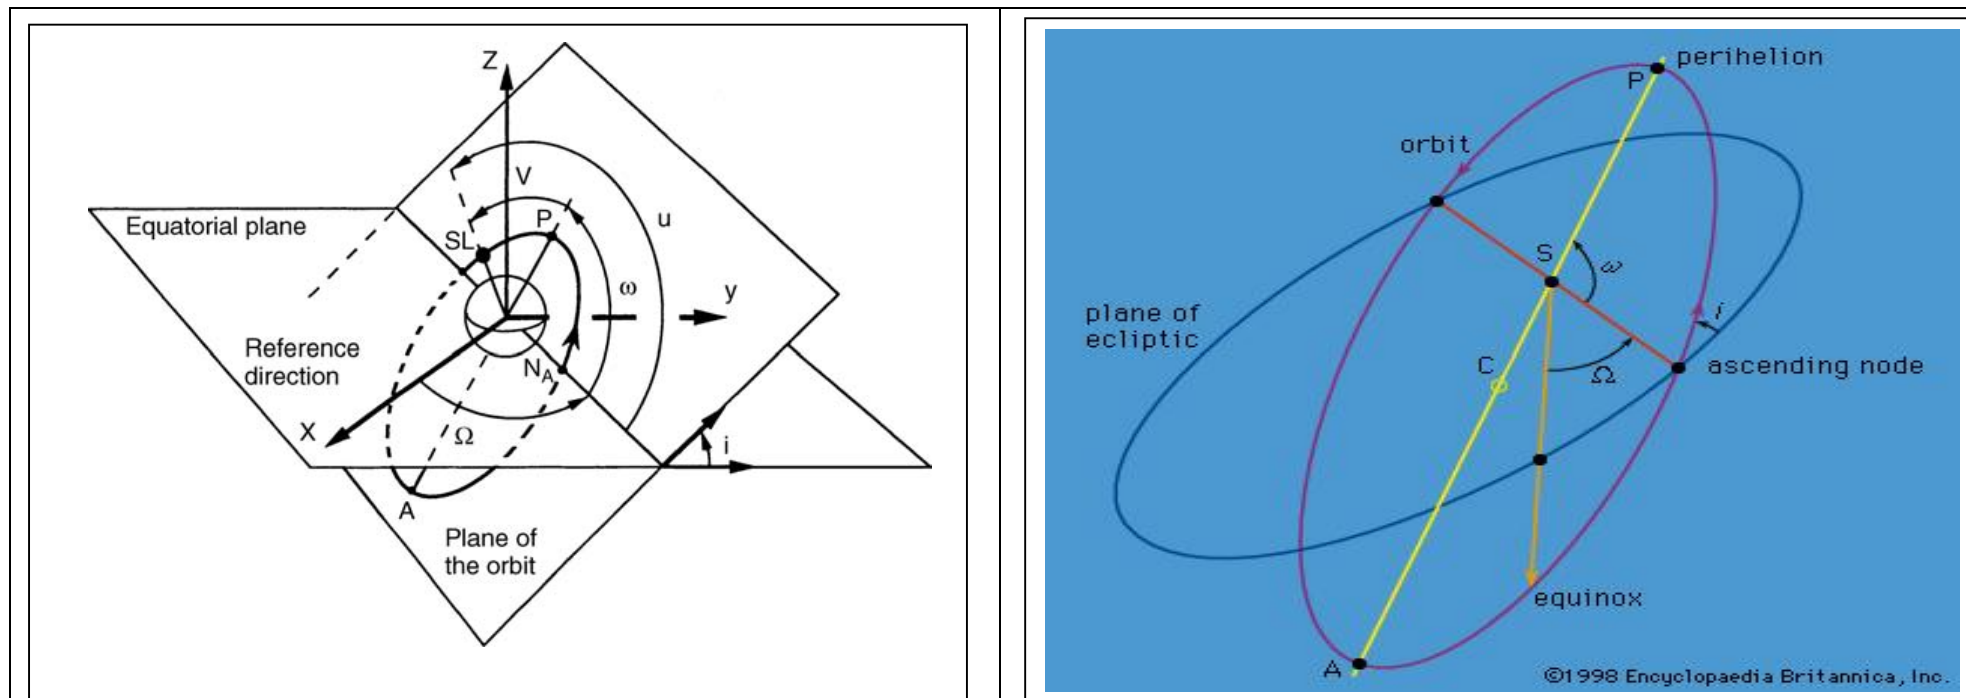 Z
V
P
u
Equatorial plane
SL
ω
y
Reference
direction
N_A
X
Ω
i
A
Plane of
the orbit
perihelion
P
orbit
S
ω
plane of
ecliptic
i
C
Ω
ascending node
equinox
A
©1998 Encyclopaedia Britannica, Inc.